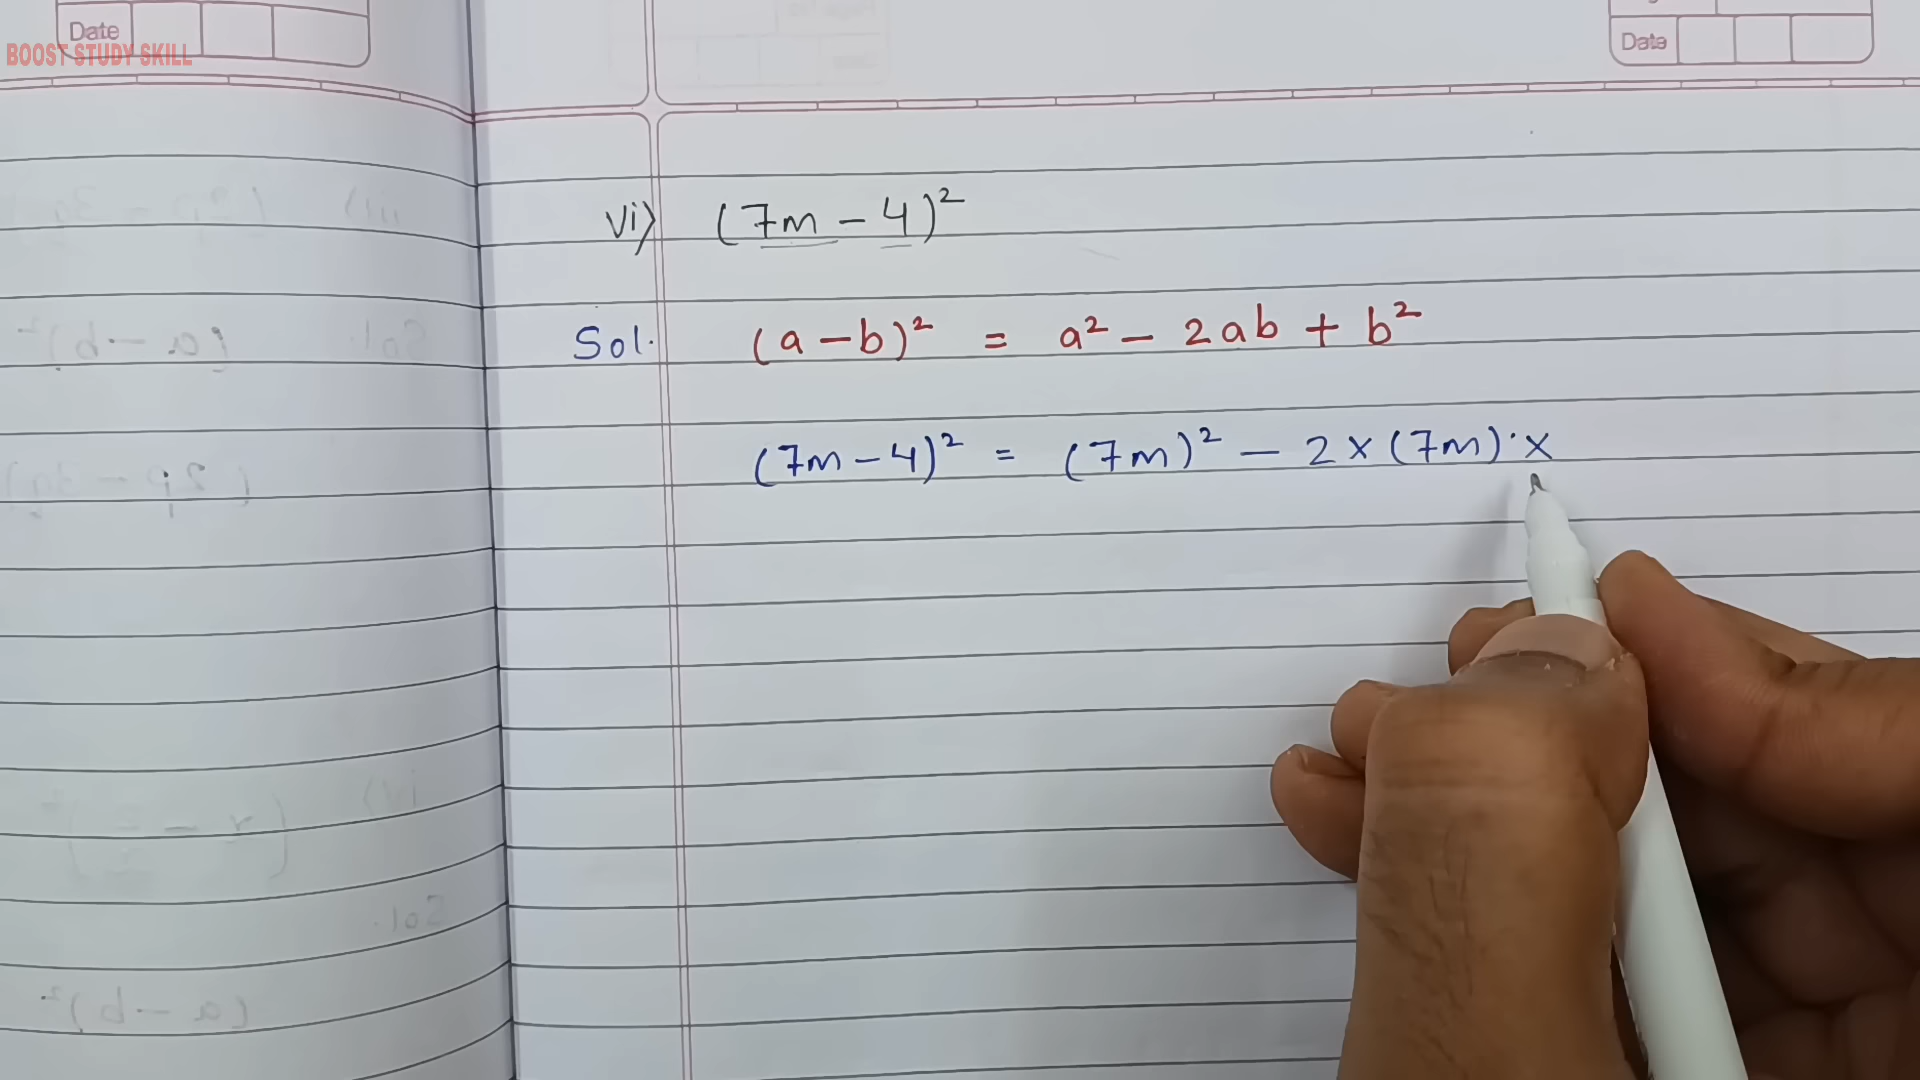 Date
BOOST STUDY SKILL
Date
vi) (7m - 4)²
Sol. (a - b)² = a² - 2ab + b²
(7m - 4)² = (7m)² - 2 × (7m) ×